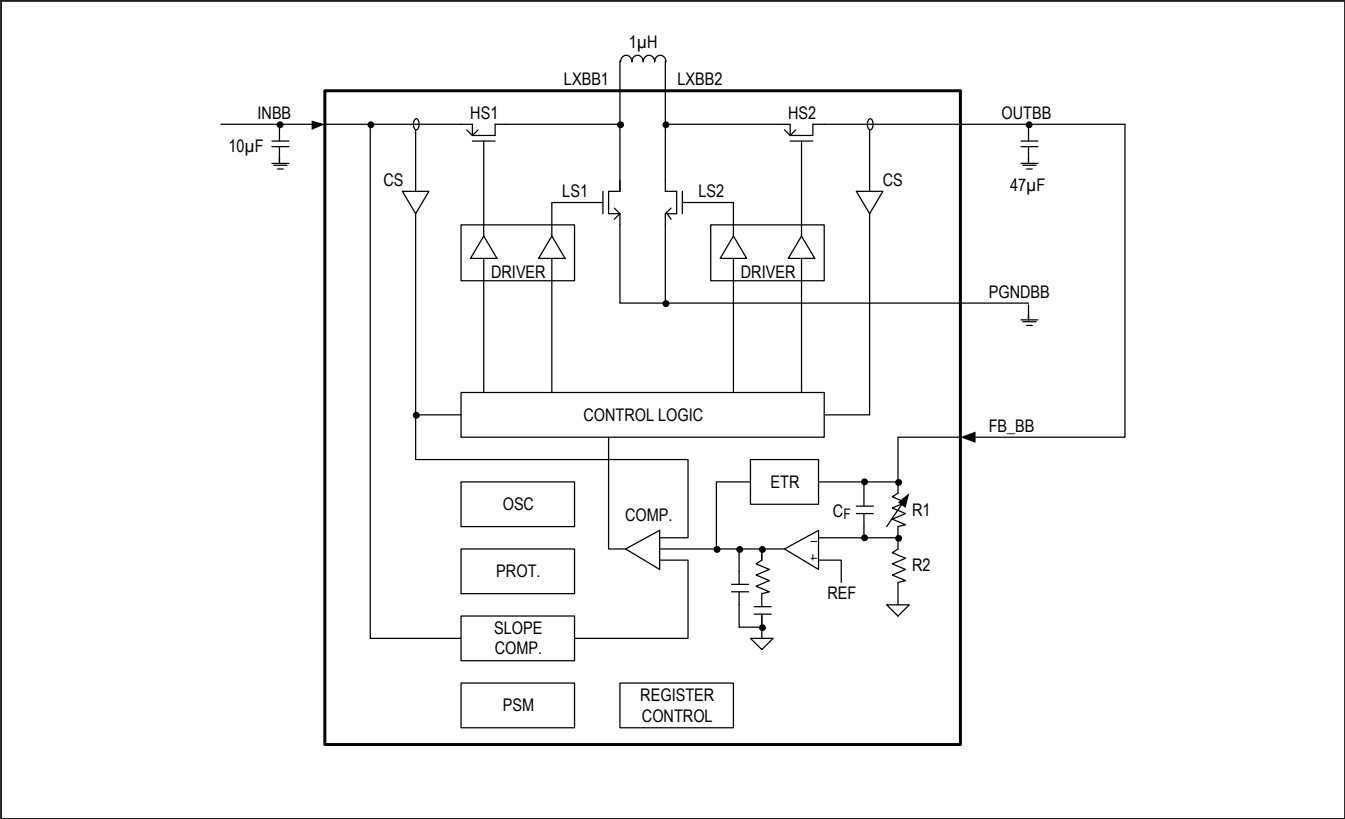 1µH
LXBB1
LXBB2
INBB
HS1
HS2
OUTBB
10µF
CS
LS1
LS2
CS
47µF
DRIVER
DRIVER
PGNDBB
CONTROL LOGIC
FB_BB
ETR
OSC
COMP.
CF
R1
PROT.
REF
R2
SLOPE
COMP.
PSM
REGISTER
CONTROL